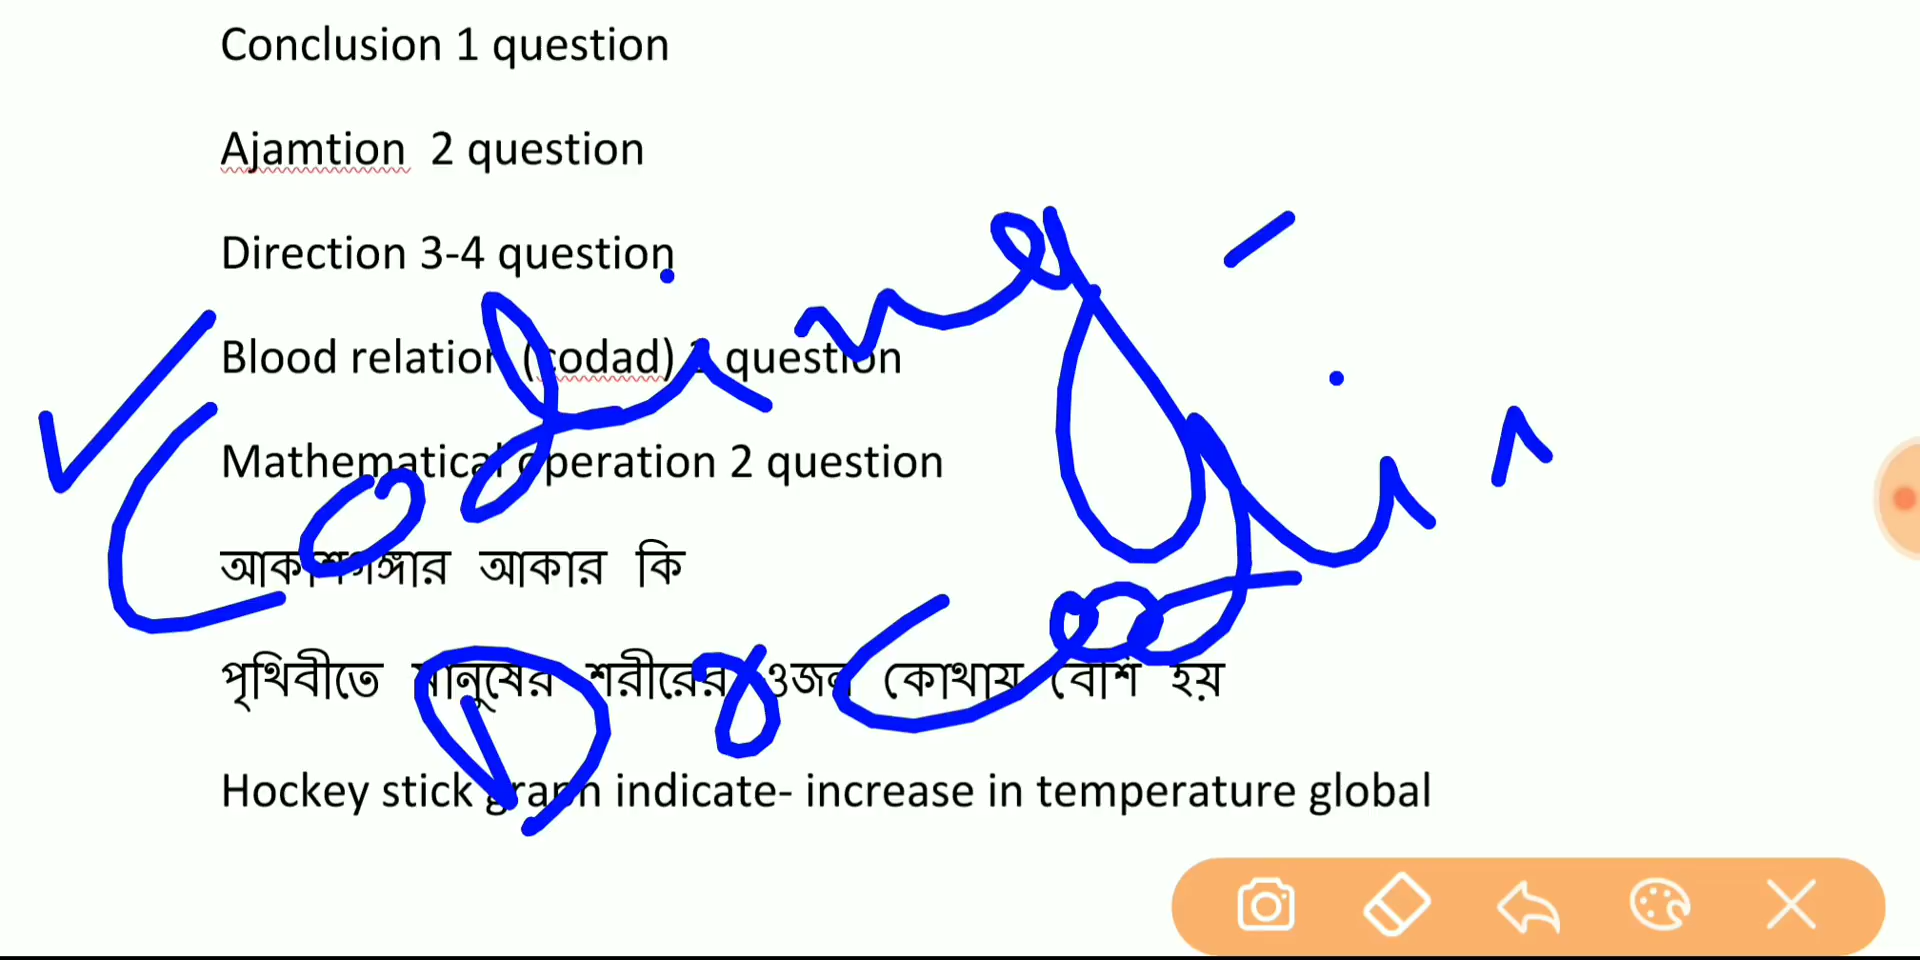 Conclusion 1 question
Ajamtion 2 question
Direction 3-4 question
Blood relation (codad) question
Mathematical operation 2 question
আকাশগঙ্গার আকার কি
পৃথিবীতে মানুষের শরীরের ওজন কোথায় বেশি হয়
Hockey stick graph indicate- increase in temperature global
Coding